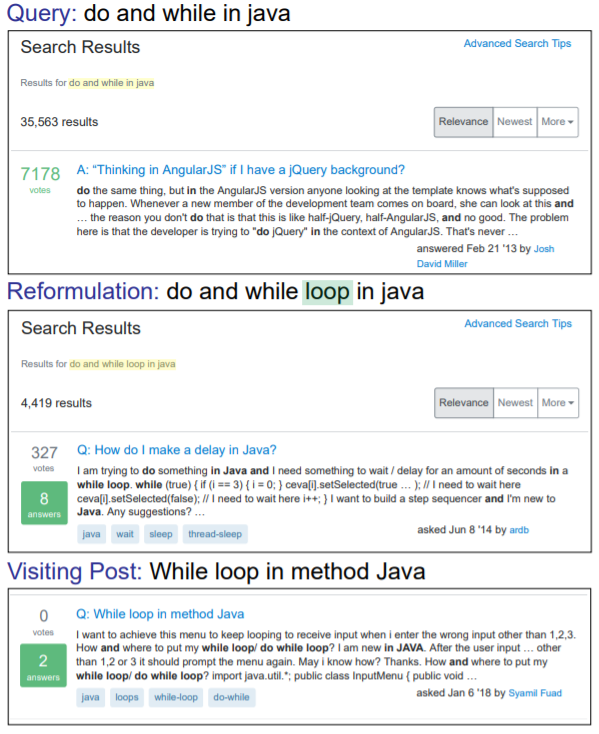 Query: do and while in java
Search Results
Advanced Search Tips
Results for do and while in java
35,563 results
Relevance Newest More
7178
votes
A: “Thinking in AngularJS” if I have a jQuery background?
do the same thing, but in the AngularJS version anyone looking at the template knows what's supposed
to happen. Whenever a new member of the development team comes on board, she can look at this and
… the reason you don't do that is that this is like half-jQuery, half-AngularJS, and no good. The problem
here is that the developer is trying to "do jQuery" in the context of AngularJS. That's never …
answered Feb 21 '13 by Josh
David Miller
Reformulation: do and while loop in java
Search Results
Advanced Search Tips
Results for do and while loop in java
4,419 results
Relevance Newest More
327
votes
8
answers
Q: How do I make a delay in Java?
I am trying to do something in Java and I need something to wait / delay for an amount of seconds in a
while loop. while (true) { if (i == 3) { i = 0; } ceva[i].setSelected(true … ); // I need to wait here
ceva[i].setSelected(false); // I need to wait here i++; } I want to build a step sequencer and I'm new to
Java. Any suggestions? …
java wait sleep thread-sleep
asked Jun 8 '14 by ardb
Visiting Post: While loop in method Java
0
votes
2
answers
Q: While loop in method Java
I want to achieve this menu to keep looping to receive input when i enter the wrong input other than 1,2,3.
How and where to put my while loop/ do while loop? I am new in JAVA. After the user input … other
than 1,2 or 3 it should prompt the menu again. May i know how? Thanks. How and where to put my
while loop/ do while loop? import java.util.*; public class InputMenu { public void …
java loops while-loop do-while
asked Jan 6 '18 by Syamil Fuad